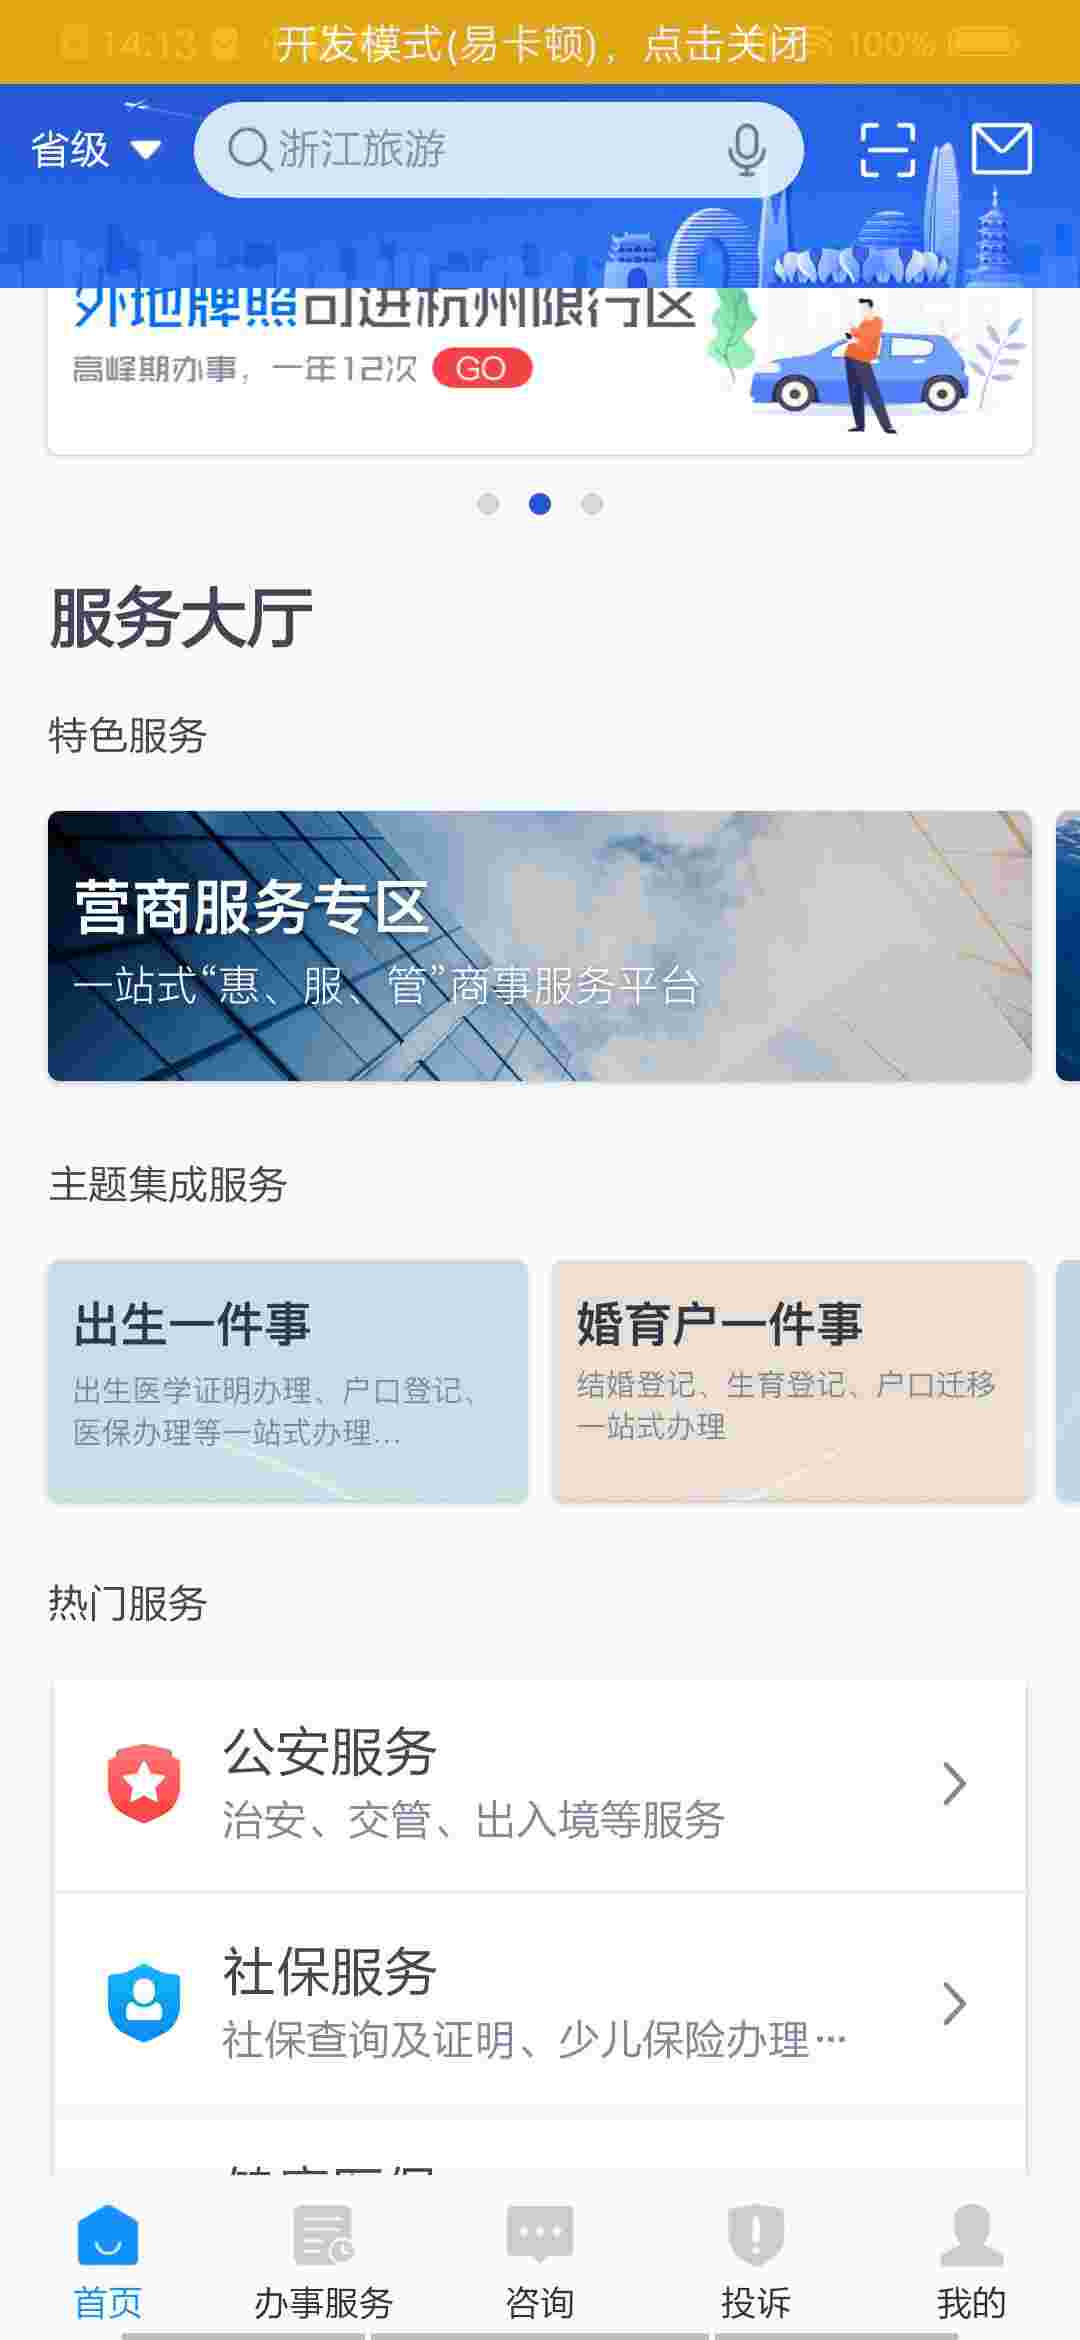 14:13
开发模式(易卡顿)，点击关闭
100%
省级
浙江旅游
外地牌照可进杭州限行区
高峰期办事，一年12次 GO
服务大厅
特色服务
营商服务专区
一站式“惠、服、管”商事服务平台
主题集成服务
出生一件事
出生医学证明办理、户口登记、
医保办理等一站式办理...
婚育户一件事
结婚登记、生育登记、户口迁移
一站式办理
热门服务
公安服务
治安、交管、出入境等服务
社保服务
社保查询及证明、少儿保险办理···
首页
办事服务
咨询
投诉
我的